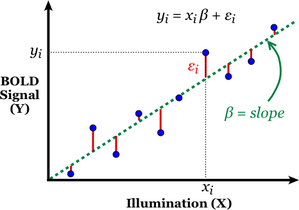 yᵢ = xᵢβ + εᵢ
yᵢ
BOLD
Signal
(Y)
εᵢ
β = slope
xᵢ
Illumination (X)